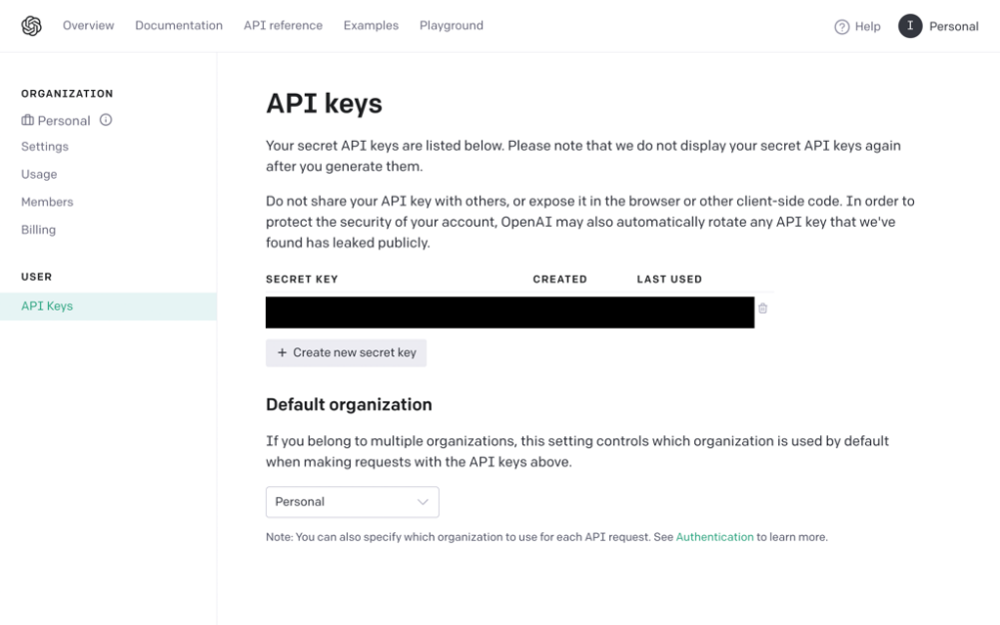 Overview Documentation API reference Examples Playground
Help I Personal
ORGANIZATION
Personal
Settings
Usage
Members
Billing
USER
API Keys
API keys
Your secret API keys are listed below. Please note that we do not display your secret API keys again
after you generate them.
Do not share your API key with others, or expose it in the browser or other client-side code. In order to
protect the security of your account, OpenAI may also automatically rotate any API key that we've
found has leaked publicly.
SECRET KEY CREATED LAST USED
+ Create new secret key
Default organization
If you belong to multiple organizations, this setting controls which organization is used by default
when making requests with the API keys above.
Personal
Note: You can also specify which organization to use for each API request. See Authentication to learn more.